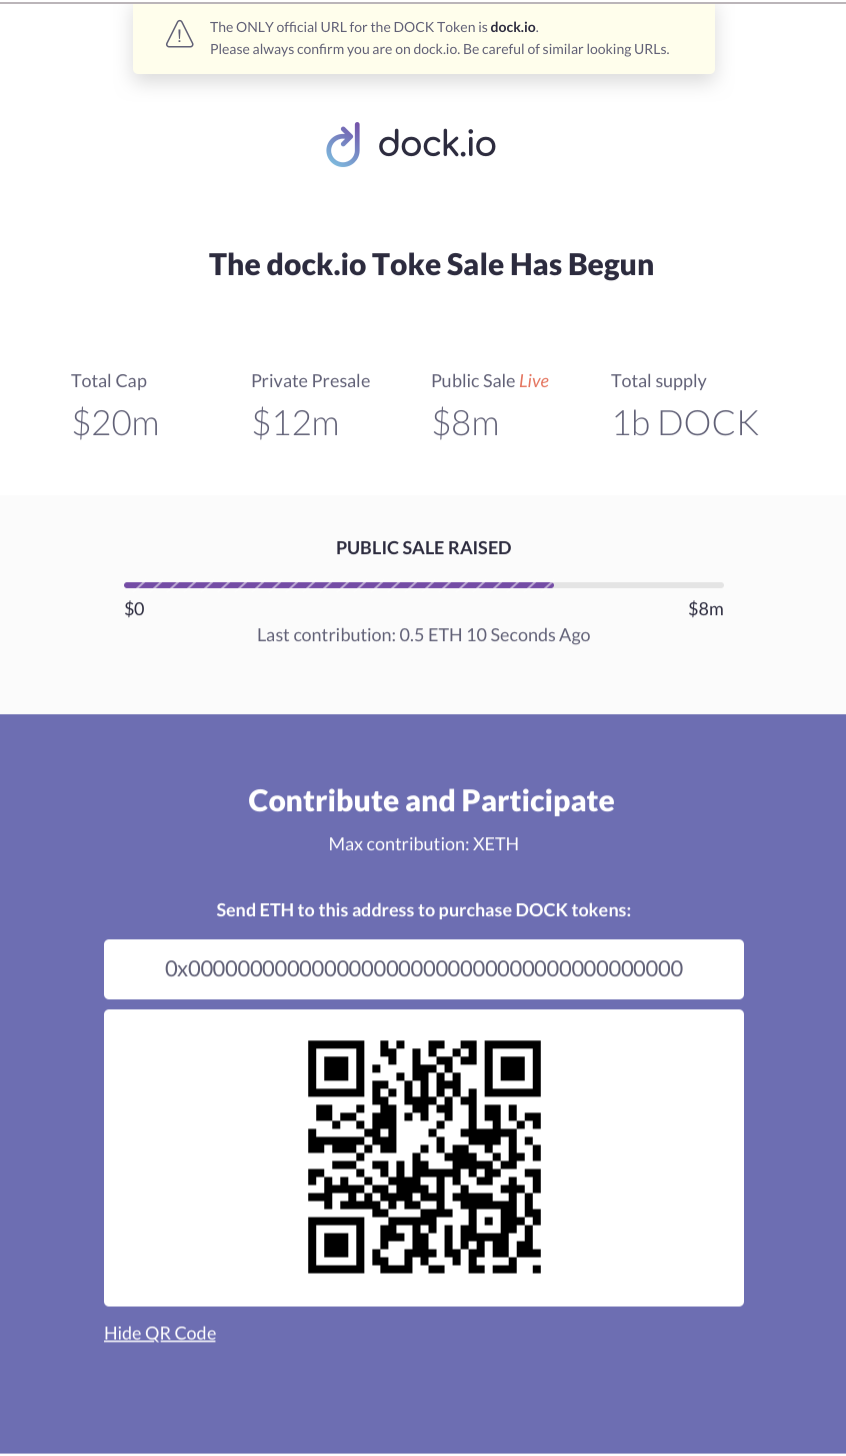 The ONLY official URL for the DOCK Token is dock.io.
Please always confirm you are on dock.io. Be careful of similar looking URLs.
dock.io
The dock.io Toke Sale Has Begun
Total Cap
$20m
Private Presale
$12m
Public Sale Live
$8m
Total supply
1b DOCK
PUBLIC SALE RAISED
$0
$8m
Last contribution: 0.5 ETH 10 Seconds Ago
Contribute and Participate
Max contribution: XETH
Send ETH to this address to purchase DOCK tokens:
0x0000000000000000000000000000000000000000
Hide QR Code